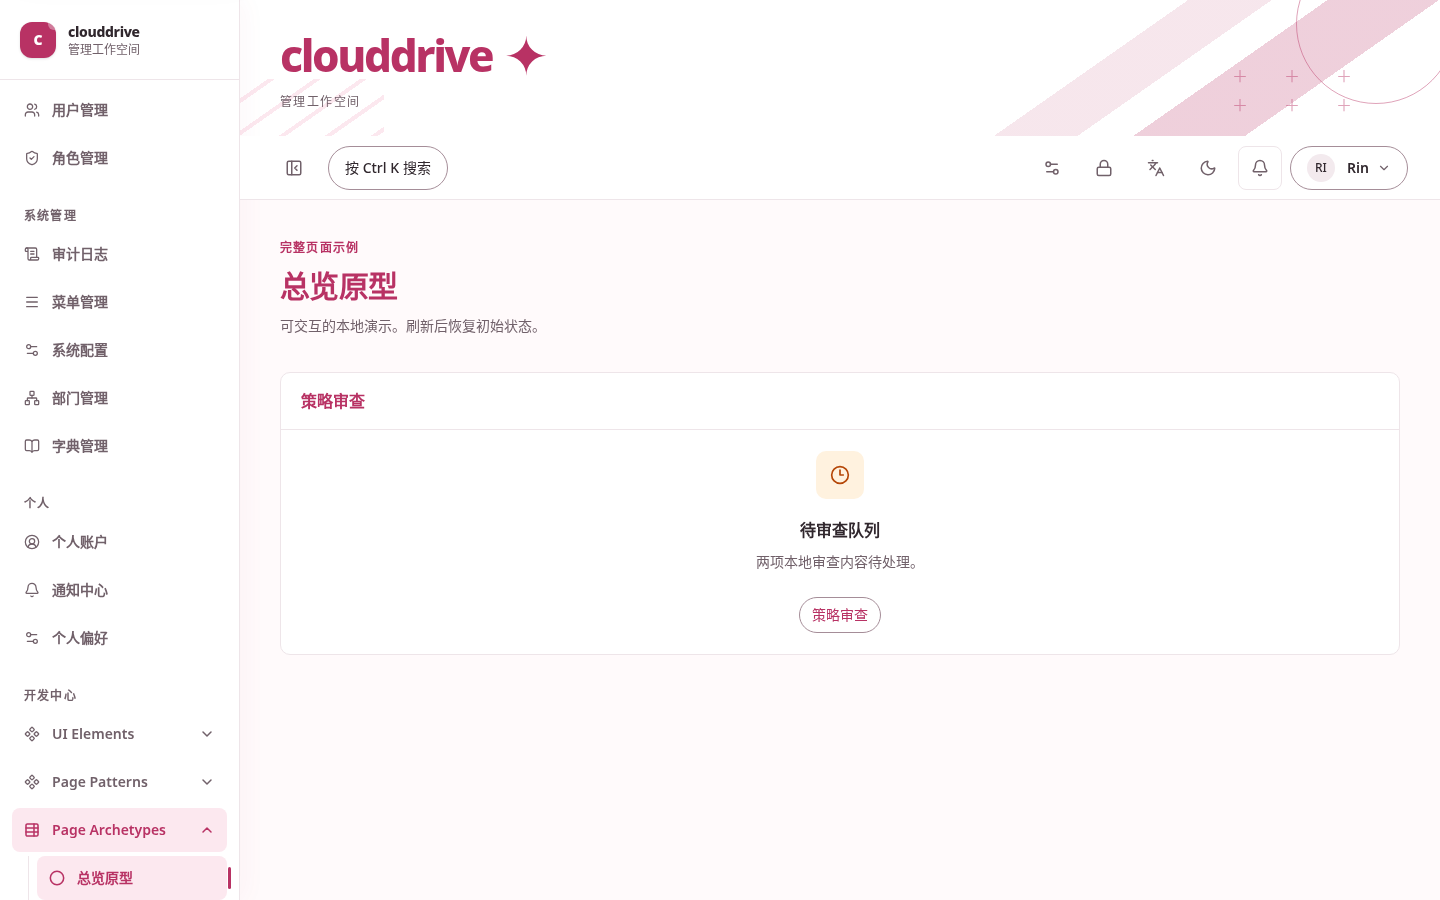 C
clouddrive
管理工作空间
用户管理
角色管理
系统管理
审计日志
菜单管理
系统配置
部门管理
字典管理
个人
个人账户
通知中心
个人偏好
开发中心
UI Elements
Page Patterns
Page Archetypes
总览原型
clouddrive ✦
管理工作空间
按 Ctrl K 搜索
RI
Rin
完整页面示例
总览原型
可交互的本地演示。刷新后恢复初始状态。
策略审查
待审查队列
两项本地审查内容待处理。
策略审查